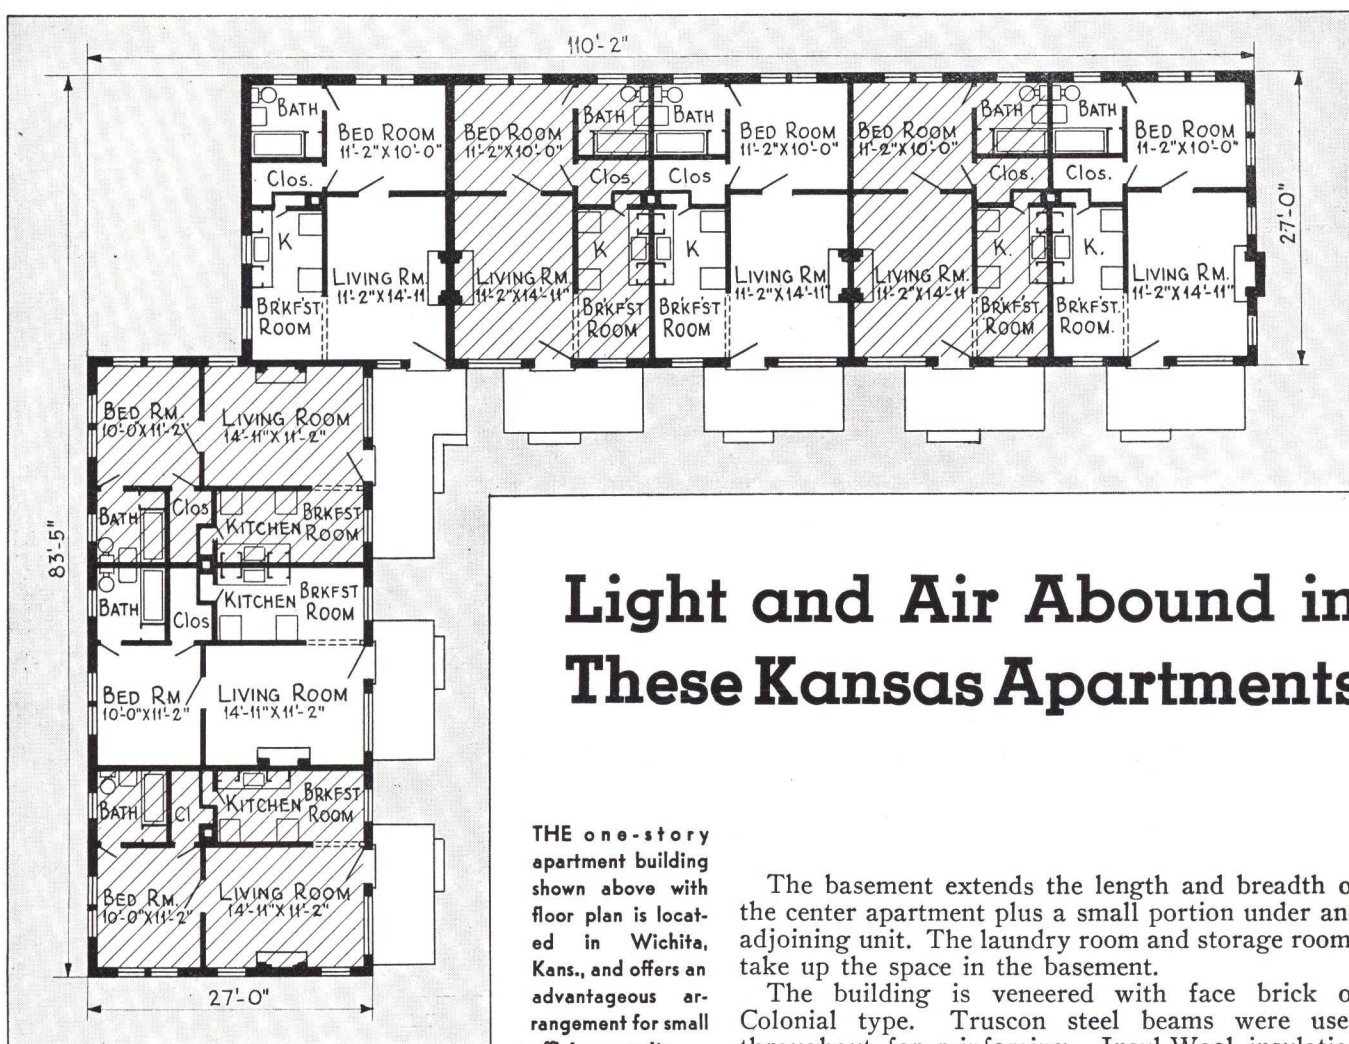 110'-2"
BATH
BED ROOM
11'-2"X10'-0"
Clos.
K
LIVING RM.
11'-2"X14'-11
BRKF'ST.
ROOM
BED ROOM
11'-2"X10'-0"
BATH
Clos.
K
LIVING RM.
11'-2"X14'-11"
BRKF'ST
ROOM
BATH
BED ROOM
11'-2"X10'-0"
Clos
K
LIVING RM
11'-2"X14'-11"
BRKF'ST
ROOM
BED ROOM
11'-2"X10'-0"
BATH
Clos.
K.
LIVING RM.
11'-2"X14'-11
BRKFST.
ROOM
BATH
BED ROOM
11-2"X10'-0"
Clos.
K.
LIVING RM.
11'-2"X14'-11"
BRKFST.
ROOM.
27'-0"
83'-5"
BED RM.
10'-0X11'-2"
LIVING ROOM
14'-11"X11'-2"
BATH
Clos
KITCHEN
BRKFST
ROOM
BATH
Clos
KITCHEN
BRKFST
ROOM
BED RM
10'-0"X11'-2"
LIVING ROOM
14'-11"X11'-2"
BATH
Cl
KITCHEN
BRKFST
ROOM
BED RM.
10'-0"X11'-2"
LIVING ROOM
14'-11"X11'-2"
27'-0"
Light and Air Abound in
These Kansas Apartments
THE one-story
apartment building
shown above with
floor plan is locat-
ed in Wichita,
Kans., and offers an
advantageous ar-
rangement for small
The basement extends the length and breadth o
the center apartment plus a small portion under an
adjoining unit. The laundry room and storage room
take up the space in the basement.
The building is veneered with face brick o
Colonial type. Truscon steel beams were use